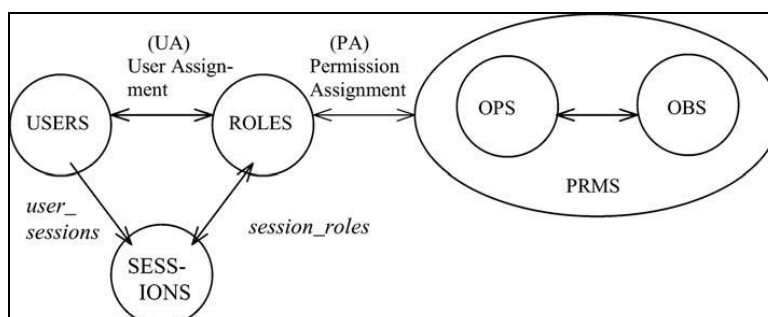 (UA)
User Assign-
ment
(PA)
Permission
Assignment
USERS
ROLES
OPS
OBS
PRMS
user_
sessions
session_roles
SESS-
IONS